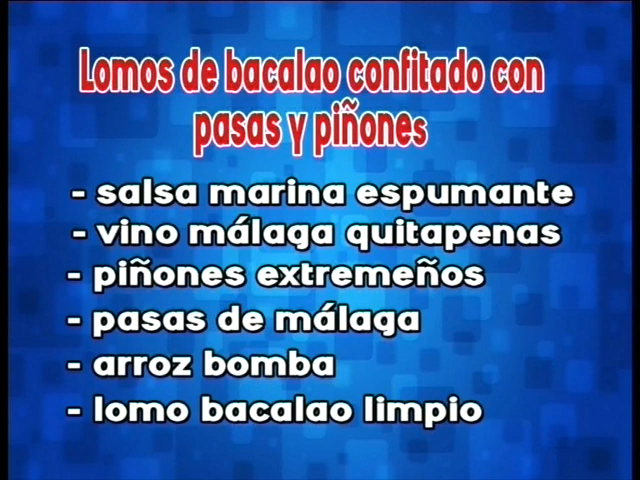 Lomos de bacalao confitado con
pasas y piñones
- salsa marina espumante
- vino málaga quitapenas
- piñones extremeños
- pasas de málaga
- arroz bomba
- lomo bacalao limpio